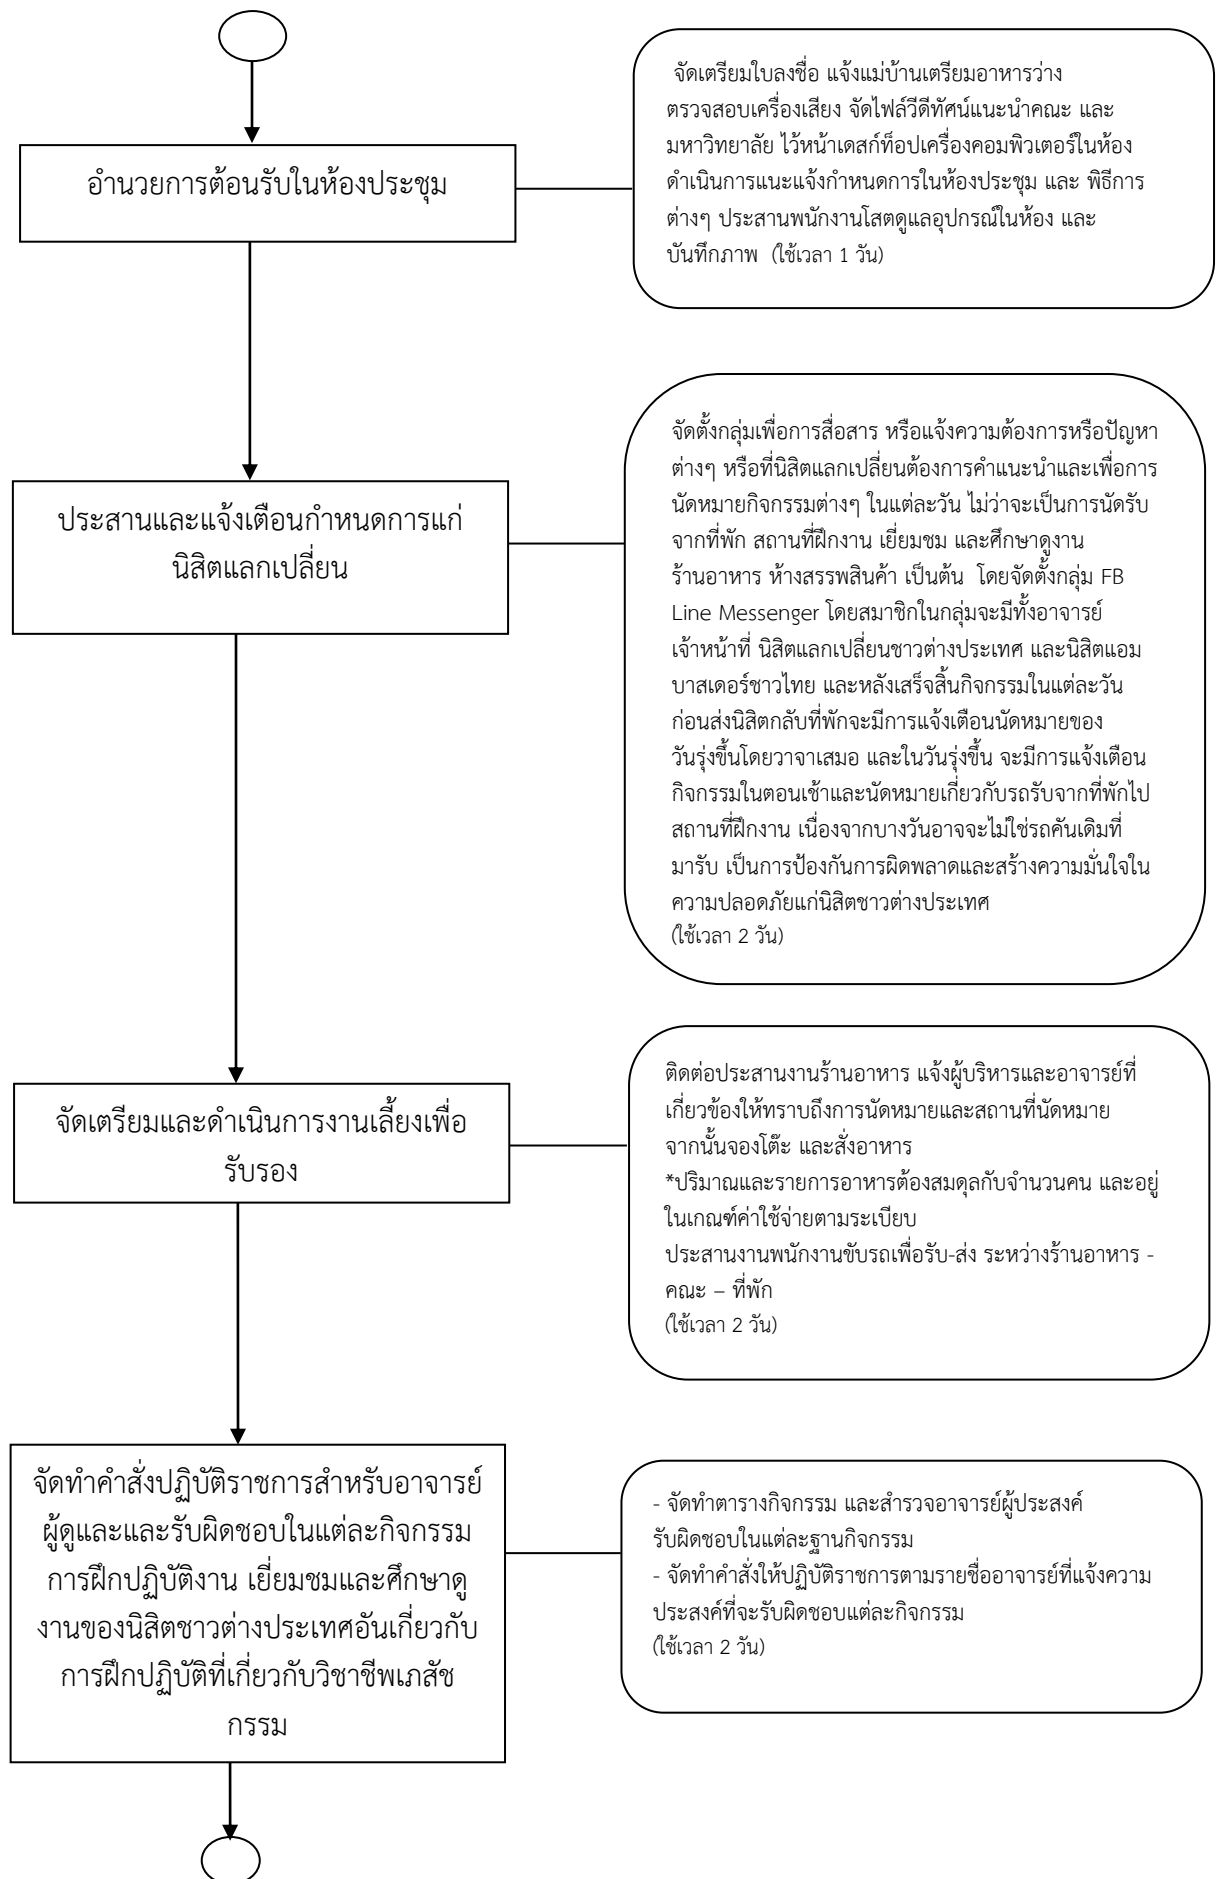 อำนวยการต้อนรับในห้องประชุม
จัดเตรียมใบลงชื่อ แจ้งแม่บ้านเตรียมอาหารว่าง
ตรวจสอบเครื่องเสียง จัดไฟล์วีดีทัศน์แนะนำคณะ และ
มหาวิทยาลัย ไว้หน้าเดสก์ท็อปเครื่องคอมพิวเตอร์ในห้อง
ดำเนินการแนะแจ้งกำหนดการในห้องประชุม และ พิธีการ
ต่างๆ ประสานพนักงานโสตดูแลอุปกรณ์ในห้อง และ
บันทึกภาพ (ใช้เวลา 1 วัน)
ประสานและแจ้งเตือนกำหนดการแก่
นิสิตแลกเปลี่ยน
จัดตั้งกลุ่มเพื่อการสื่อสาร หรือแจ้งความต้องการหรือปัญหา
ต่างๆ หรือที่นิสิตแลกเปลี่ยนต้องการคำแนะนำและเพื่อการ
นัดหมายกิจกรรมต่างๆ ในแต่ละวัน ไม่ว่าจะเป็นการนัดรับ
จากที่พัก สถานที่ฝึกงาน เยี่ยมชม และศึกษาดูงาน
ร้านอาหาร ห้างสรรพสินค้า เป็นต้น โดยจัดตั้งกลุ่ม FB
Line Messenger โดยสมาชิกในกลุ่มจะมีทั้งอาจารย์
เจ้าหน้าที่ นิสิตแลกเปลี่ยนชาวต่างประเทศ และนิสิตแอม
บาสเดอร์ชาวไทย และหลังเสร็จสิ้นกิจกรรมในแต่ละวัน
ก่อนส่งนิสิตกลับที่พักจะมีการแจ้งเตือนนัดหมายของ
วันรุ่งขึ้นโดยวาจาเสมอ และในวันรุ่งขึ้น จะมีการแจ้งเตือน
กิจกรรมในตอนเช้าและนัดหมายเกี่ยวกับรถรับจากที่พักไป
สถานที่ฝึกงาน เนื่องจากบางวันอาจจะไม่ใช่รถคันเดิมที่
มารับ เป็นการป้องกันการผิดพลาดและสร้างความมั่นใจใน
ความปลอดภัยแก่นิสิตชาวต่างประเทศ
(ใช้เวลา 2 วัน)
จัดเตรียมและดำเนินการงานเลี้ยงเพื่อ
รับรอง
ติดต่อประสานงานร้านอาหาร แจ้งผู้บริหารและอาจารย์ที่
เกี่ยวข้องให้ทราบถึงการนัดหมายและสถานที่นัดหมาย
จากนั้นจองโต๊ะ และสั่งอาหาร
*ปริมาณและรายการอาหารต้องสมดุลกับจำนวนคน และอยู่
ในเกณฑ์ค่าใช้จ่ายตามระเบียบ
ประสานงานพนักงานขับรถเพื่อรับ-ส่ง ระหว่างร้านอาหาร -
คณะ – ที่พัก
(ใช้เวลา 2 วัน)
จัดทำคำสั่งปฏิบัติราชการสำหรับอาจารย์
ผู้ดูและและรับผิดชอบในแต่ละกิจกรรม
การฝึกปฏิบัติงาน เยี่ยมชมและศึกษาดู
งานของนิสิตชาวต่างประเทศอันเกี่ยวกับ
การฝึกปฏิบัติที่เกี่ยวกับวิชาชีพเภสัช
กรรม
- จัดทำตารางกิจกรรม และสำรวจอาจารย์ผู้ประสงค์
รับผิดชอบในแต่ละฐานกิจกรรม
- จัดทำคำสั่งให้ปฏิบัติราชการตามรายชื่ออาจารย์ที่แจ้งความ
ประสงค์ที่จะรับผิดชอบแต่ละกิจกรรม
(ใช้เวลา 2 วัน)